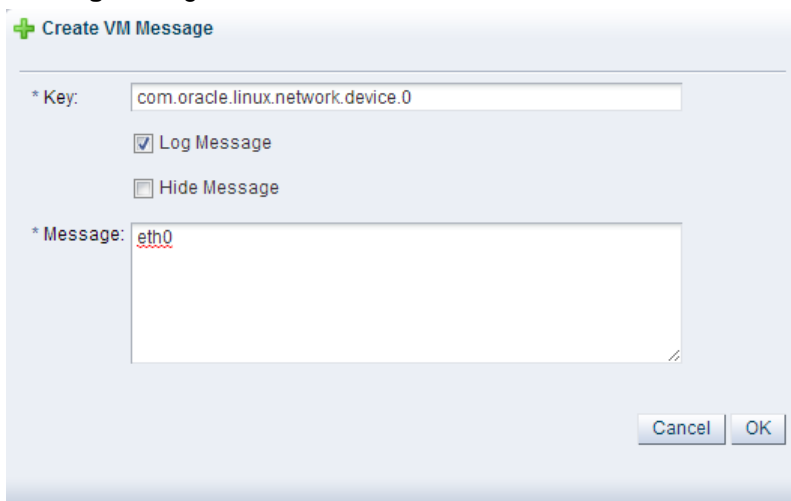 Create VM Message
* Key: com.oracle.linux.network.device.0
Log Message
Hide Message
* Message: eth0
Cancel OK